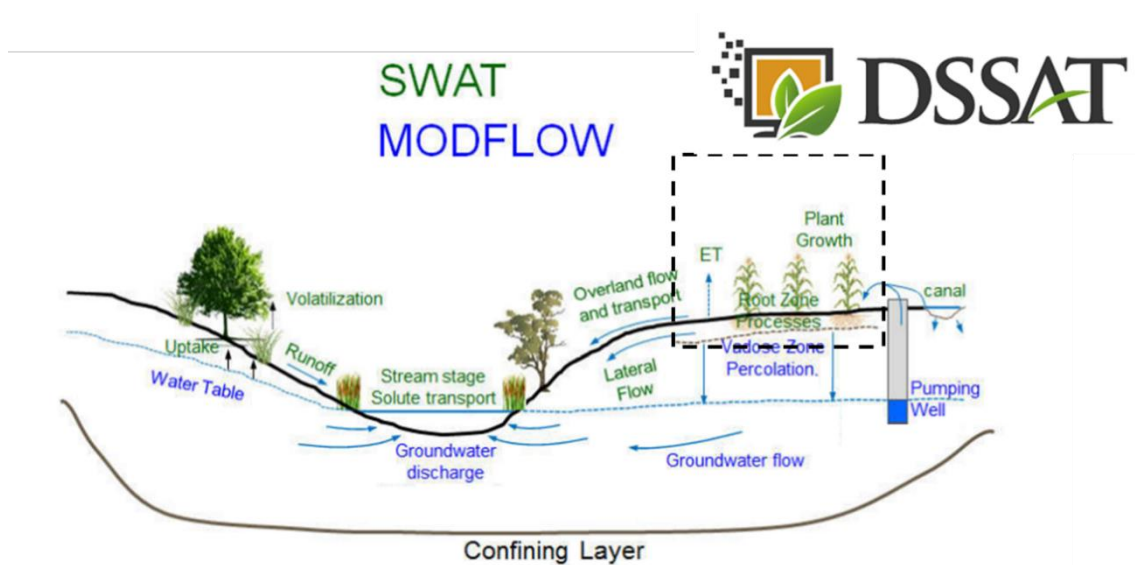 SWAT
MODFLOW
DSSAT
Plant
Growth
ET
Overland flow
and transport
Root Zone
Processes
canal
Volatilization
Uptake
Runoff
Water Table
Stream stage
Solute transport
Lateral
Flow
Vadose Zone
Percolation.
Pumping
Well
Groundwater
discharge
Groundwater flow
Confining Layer